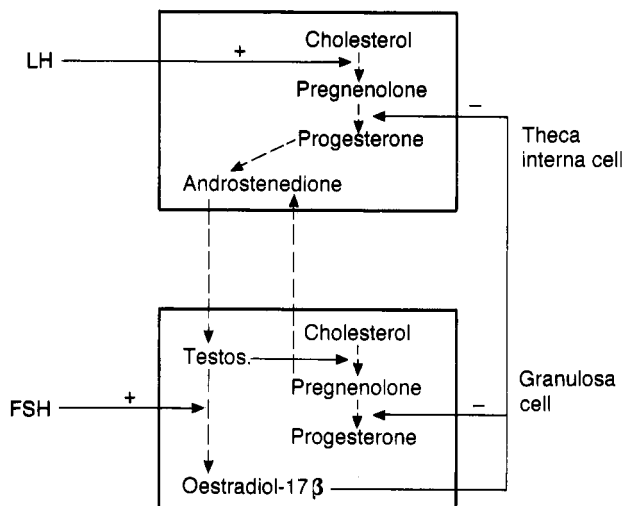 Cholesterol
LH
+
Pregnenolone
–
Progesterone
Theca
interna cell
Androstenedione
Cholesterol
Testos.
Pregnenolone
Granulosa
cell
FSH
+
–
Progesterone
Oestradiol-17β